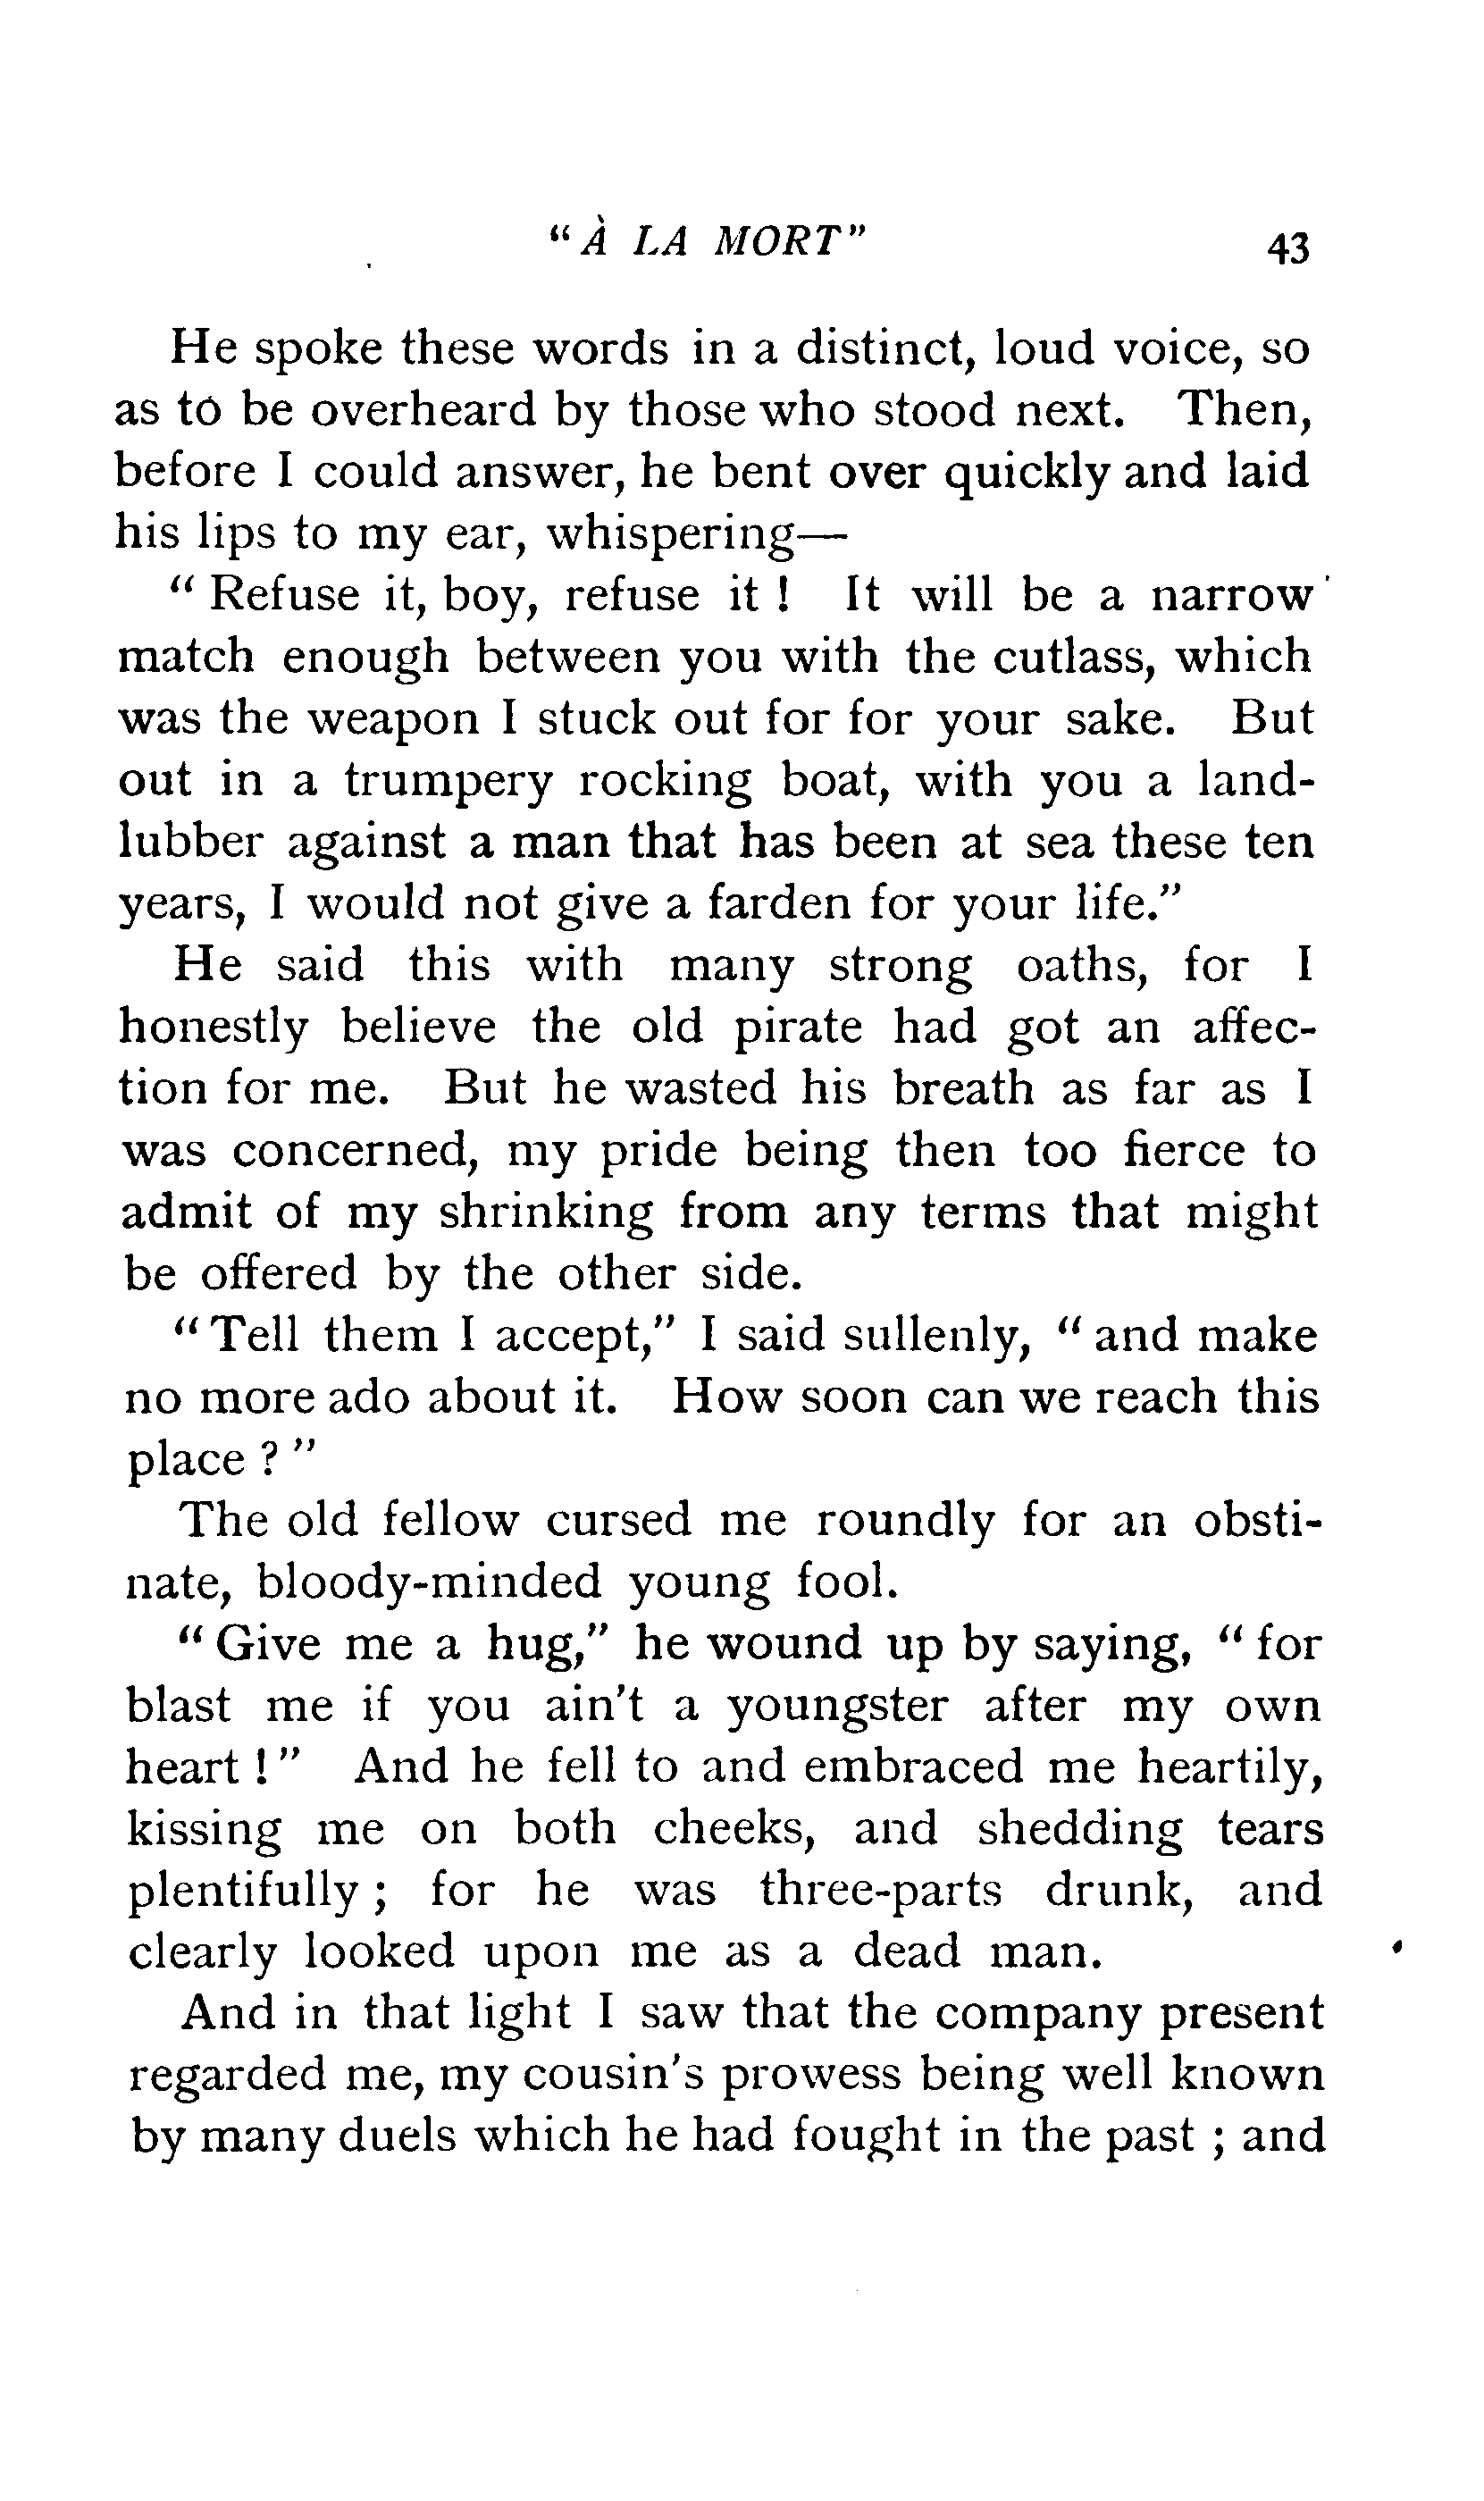 "À LA MORT" 43
He spoke these words in a distinct, loud voice, so
as to be overheard by those who stood next. Then,
before I could answer, he bent over quickly and laid
his lips to my ear, whispering—
"Refuse it, boy, refuse it! It will be a narrow
match enough between you with the cutlass, which
was the weapon I stuck out for for your sake. But
out in a trumpery rocking boat, with you a land-
lubber against a man that has been at sea these ten
years, I would not give a farden for your life."
He said this with many strong oaths, for I
honestly believe the old pirate had got an affec-
tion for me. But he wasted his breath as far as I
was concerned, my pride being then too fierce to
admit of my shrinking from any terms that might
be offered by the other side.
"Tell them I accept," I said sullenly, "and make
no more ado about it. How soon can we reach this
place?"
The old fellow cursed me roundly for an obsti-
nate, bloody-minded young fool.
"Give me a hug," he wound up by saying, "for
blast me if you ain't a youngster after my own
heart!" And he fell to and embraced me heartily,
kissing me on both cheeks, and shedding tears
plentifully; for he was three-parts drunk, and
clearly looked upon me as a dead man.
And in that light I saw that the company present
regarded me, my cousin's prowess being well known
by many duels which he had fought in the past; and